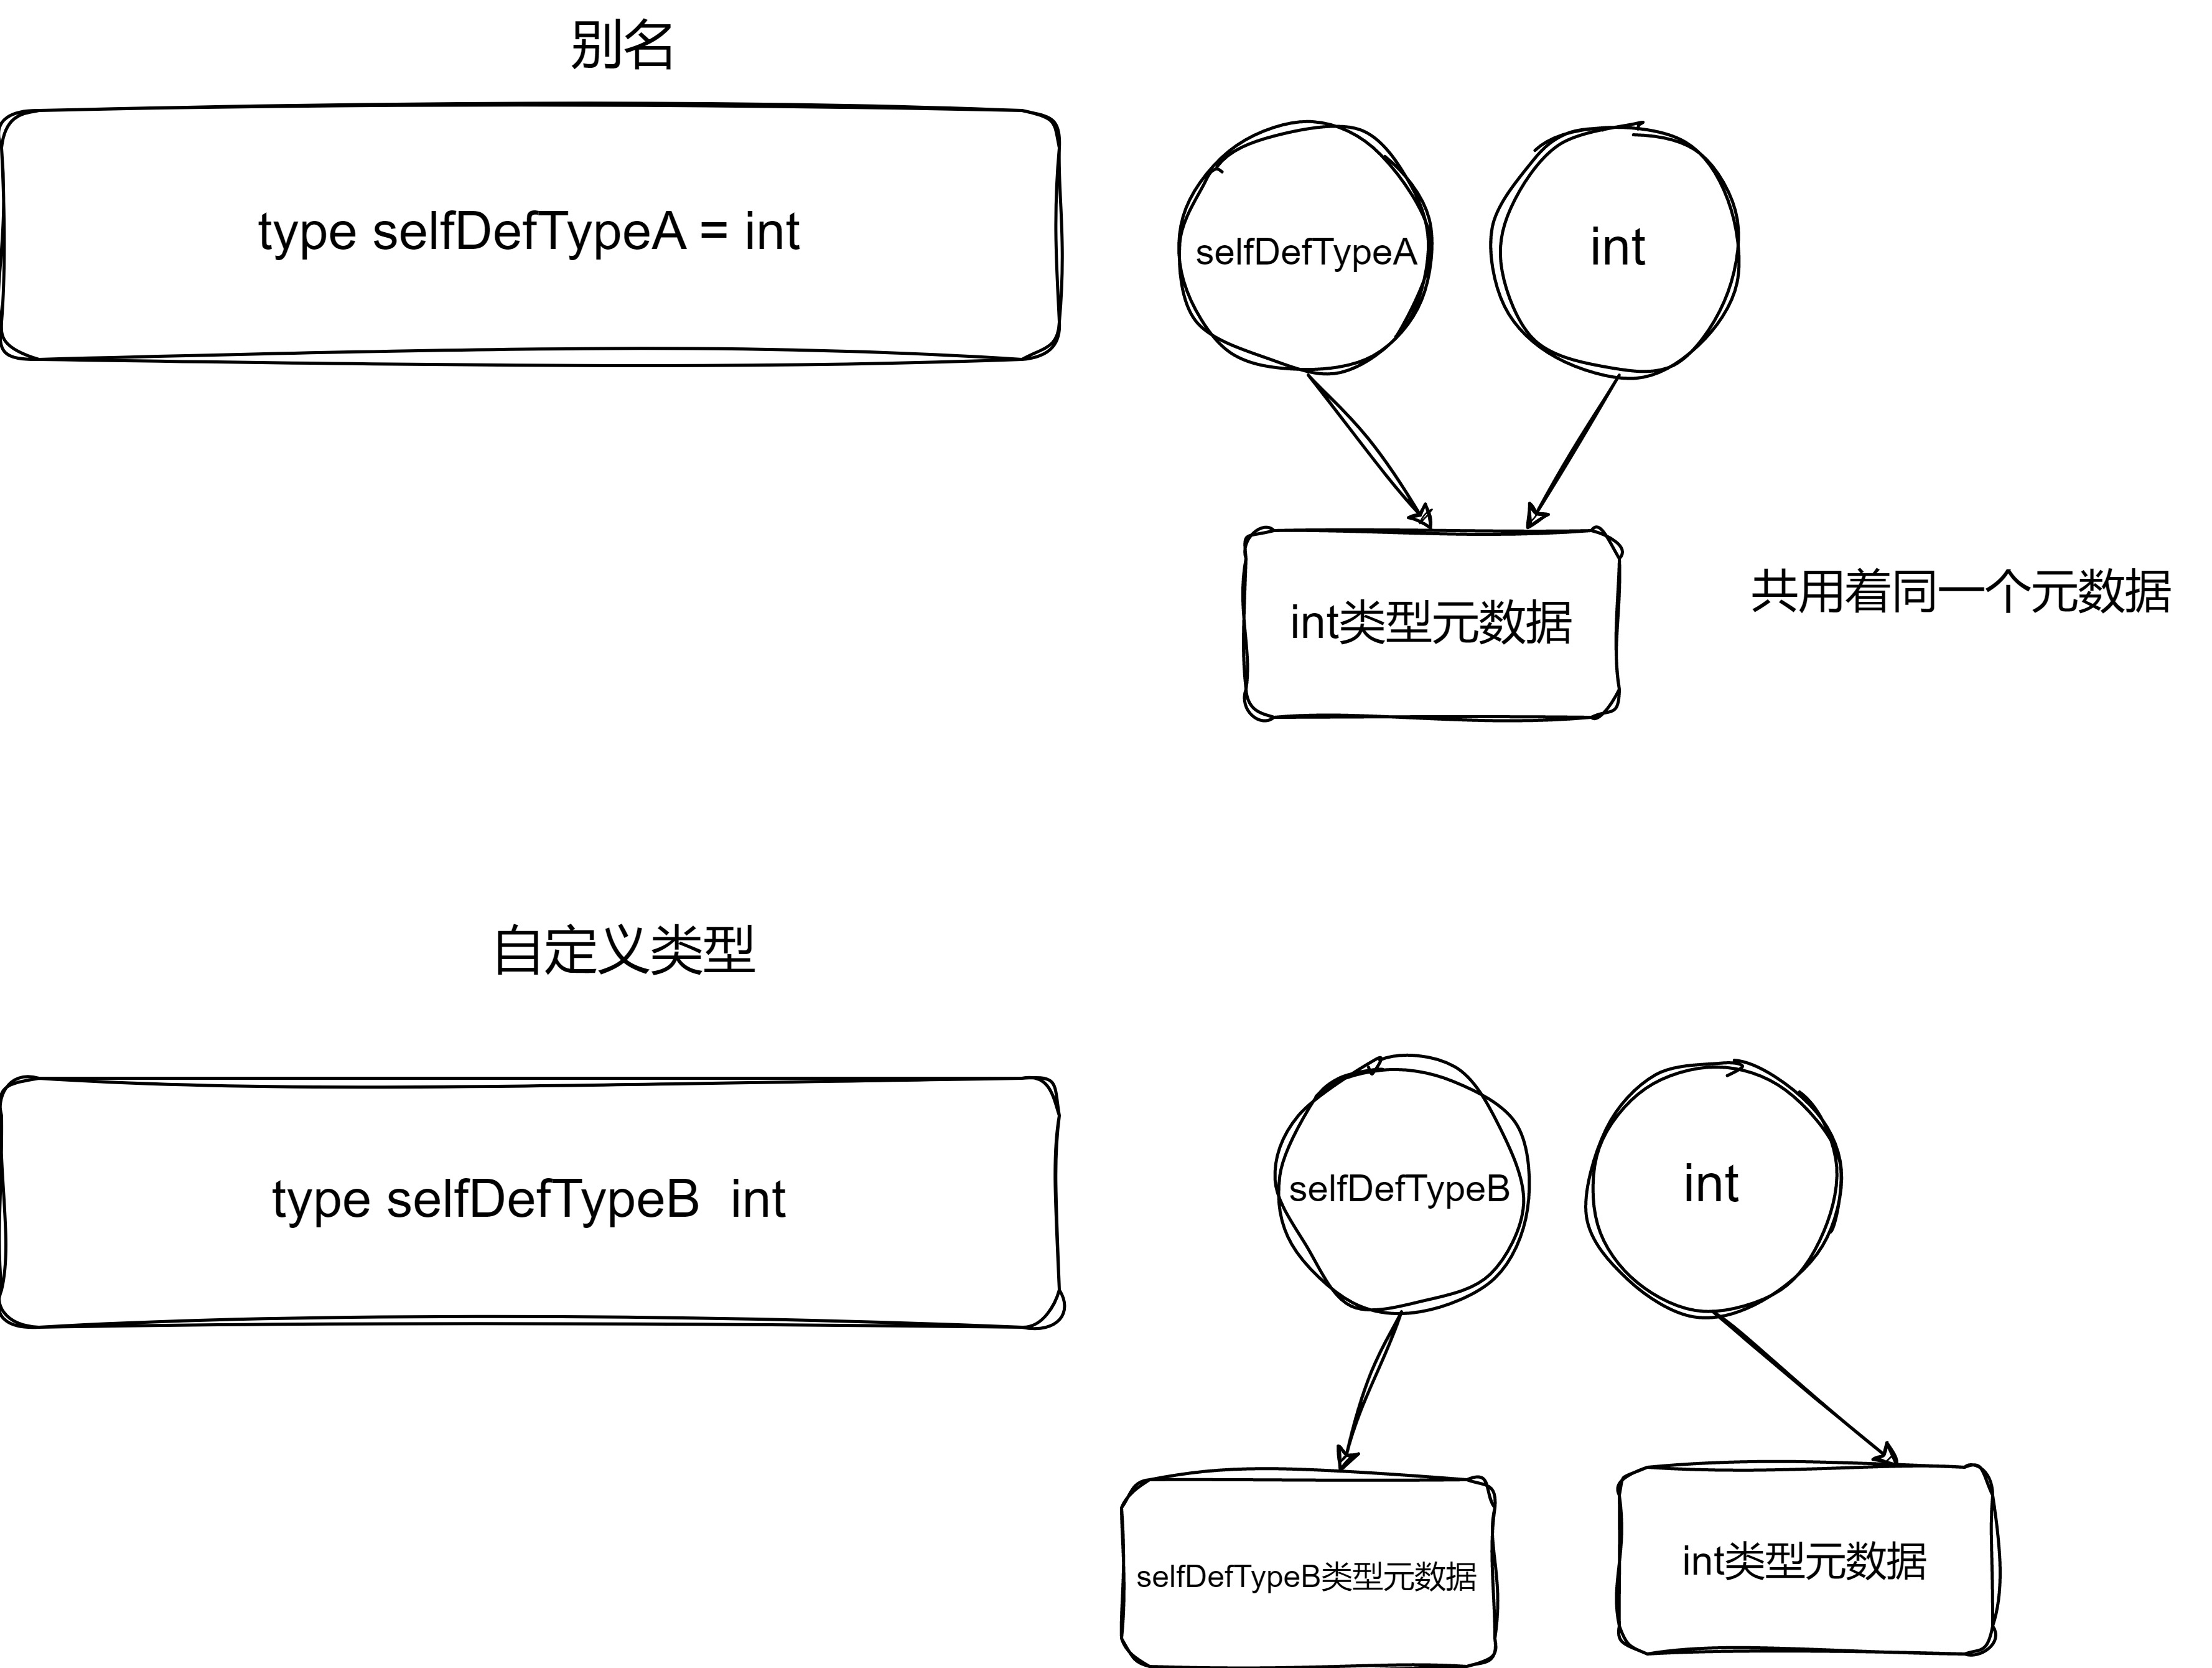 别名
type selfDefTypeA = int
selfDefTypeA
int
int类型元数据
共用着同一个元数据
自定义类型
type selfDefTypeB  int
selfDefTypeB
int
selfDefTypeB类型元数据
int类型元数据